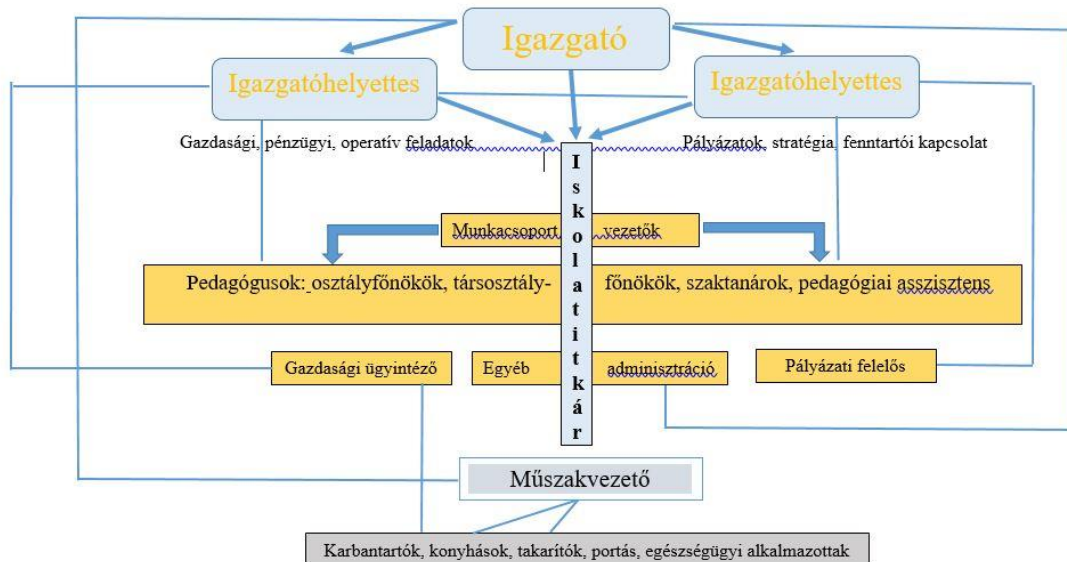 Igazgató
Igazgatóhelyettes
Igazgatóhelyettes
Gazdasági, pénzügyi, operatív feladatok
Pályázatok, stratégia, fenntartói kapcsolat
Iskolatitkár
Munkacsoport vezetők
Pedagógusok: osztályfőnökök, társosztály- főnökök, szaktanárok, pedagógiai asszisztens
Gazdasági ügyintéző
Egyéb adminisztráció
Pályázati felelős
Műszakvezető
Karbantartók, konyhások, takarítók, portás, egészségügyi alkalmazottak